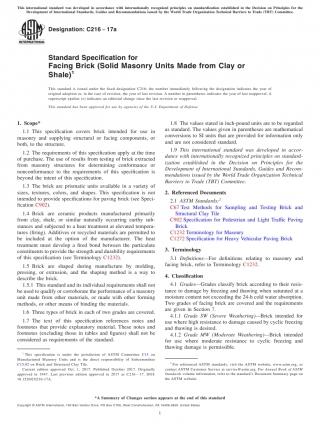 This international standard was developed in accordance with internationally recognized principles on standardization established in the Decision on Principles for the
Development of International Standards, Guides and Recommendations issued by the World Trade Organization Technical Barriers to Trade (TBT) Committee.
Designation: C216 − 17a
Standard Specification for
Facing Brick (Solid Masonry Units Made from Clay or
Shale)1
This standard is issued under the fixed designation C216; the number immediately following the designation indicates the year of
original adoption or, in the case of revision, the year of last revision. A number in parentheses indicates the year of last reapproval. A
superscript epsilon (ε) indicates an editorial change since the last revision or reapproval.
This standard has been approved for use by agencies of the U.S. Department of Defense.
1. Scope*
1.1 This specification covers brick intended for use in
masonry and supplying structural or facing components, or
both, to the structure.
1.2 The requirements of this specification apply at the time
of purchase. The use of results from testing of brick extracted
from masonry structures for determining conformance or
nonconformance to the requirements of this specification is
beyond the intent of this specification.
1.3 The brick are prismatic units available in a variety of
sizes, textures, colors, and shapes. This specification is not
intended to provide specifications for paving brick (see Speci-
fication C902).
1.4 Brick are ceramic products manufactured primarily
from clay, shale, or similar naturally occurring earthy sub-
stances and subjected to a heat treatment at elevated tempera-
tures (firing). Additives or recycled materials are permitted to
be included at the option of the manufacturer. The heat
treatment must develop a fired bond between the particulate
constituents to provide the strength and durability requirements
of this specification (see Terminology C1232).
1.5 Brick are shaped during manufacture by molding,
pressing, or extrusion, and the shaping method is a way to
describe the brick.
1.5.1 This standard and its individual requirements shall not
be used to qualify or corroborate the performance of a masonry
unit made from other materials, or made with other forming
methods, or other means of binding the materials.
1.6 Three types of brick in each of two grades are covered.
1.7 The text of this specification references notes and
footnotes that provide explanatory material. These notes and
footnotes (excluding those in tables and figures) shall not be
considered as requirements of the standard.
1.8 The values stated in inch-pound units are to be regarded
as standard. The values given in parentheses are mathematical
conversions to SI units that are provided for information only
and are not considered standard.
1.9 This international standard was developed in accor-
dance with internationally recognized principles on standard-
ization established in the Decision on Principles for the
Development of International Standards, Guides and Recom-
mendations issued by the World Trade Organization Technical
Barriers to Trade (TBT) Committee.
2. Referenced Documents
2.1 ASTM Standards:2
C67 Test Methods for Sampling and Testing Brick and
Structural Clay Tile
C902 Specification for Pedestrian and Light Traffic Paving
Brick
C1232 Terminology for Masonry
C1272 Specification for Heavy Vehicular Paving Brick
3. Terminology
3.1 Definitions—For definitions relating to masonry and
facing brick, refer to Terminology C1232.
4. Classification
4.1 Grades—Grades classify brick according to their resis-
tance to damage by freezing and thawing when saturated at a
moisture content not exceeding the 24-h cold water absorption.
Two grades of facing brick are covered and the requirements
are given in Section 7.
4.1.1 Grade SW (Severe Weathering)—Brick intended for
use where high resistance to damage caused by cyclic freezing
and thawing is desired.
4.1.2 Grade MW (Moderate Weathering)—Brick intended
for use where moderate resistance to cyclic freezing and
thawing damage is permissible.
1 This specification is under the jurisdiction of ASTM Committee C15 on
Manufactured Masonry Units and is the direct responsibility of Subcommittee
C15.02 on Brick and Structural Clay Tile.
Current edition approved Oct. 1, 2017. Published October 2017. Originally
approved in 1947. Last previous edition approved in 2017 as C216 – 17. DOI:
10.1520/C0216-17A.
2 For referenced ASTM standards, visit the ASTM website, www.astm.org, or
contact ASTM Customer Service at service@astm.org. For Annual Book of ASTM
Standards volume information, refer to the standard's Document Summary page on
the ASTM website.
*A Summary of Changes section appears at the end of this standard
Copyright © ASTM International, 100 Barr Harbor Drive, PO Box C700, West Conshohocken, PA 19428-2959. United States
1